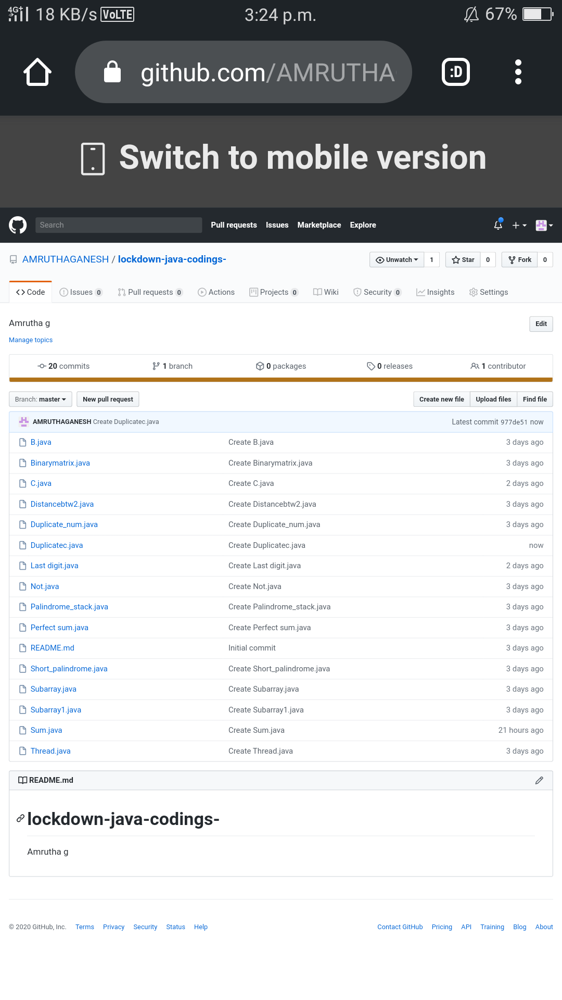 4G+ 18 KB/s VoLTE 3:24 p.m. 67%
github.com/AMRUTHA :D
Switch to mobile version
Search Pull requests Issues Marketplace Explore
AMRUTHAGANESH / lockdown-java-codings- Unwatch 1 Star 0 Fork 0
Code Issues 0 Pull requests 0 Actions Projects 0 Wiki Security 0 Insights Settings
Amrutha g Edit
Manage topics
20 commits 1 branch 0 packages 0 releases 1 contributor
Branch: master New pull request Create new file Upload files Find file
AMRUTHAGANESH Create Duplicatec.java Latest commit 977de51 now
B.java Create B.java 3 days ago
Binarymatrix.java Create Binarymatrix.java 3 days ago
C.java Create C.java 2 days ago
Distancebtw2.java Create Distancebtw2.java 3 days ago
Duplicate_num.java Create Duplicate_num.java 3 days ago
Duplicatec.java Create Duplicatec.java now
Last digit.java Create Last digit.java 2 days ago
Not.java Create Not.java 3 days ago
Palindrome_stack.java Create Palindrome_stack.java 3 days ago
Perfect sum.java Create Perfect sum.java 3 days ago
README.md Initial commit 3 days ago
Short_palindrome.java Create Short_palindrome.java 3 days ago
Subarray.java Create Subarray.java 3 days ago
Subarray1.java Create Subarray1.java 3 days ago
Sum.java Create Sum.java 21 hours ago
Thread.java Create Thread.java 3 days ago
README.md
lockdown-java-codings-
Amrutha g
© 2020 GitHub, Inc. Terms Privacy Security Status Help Contact GitHub Pricing API Training Blog About